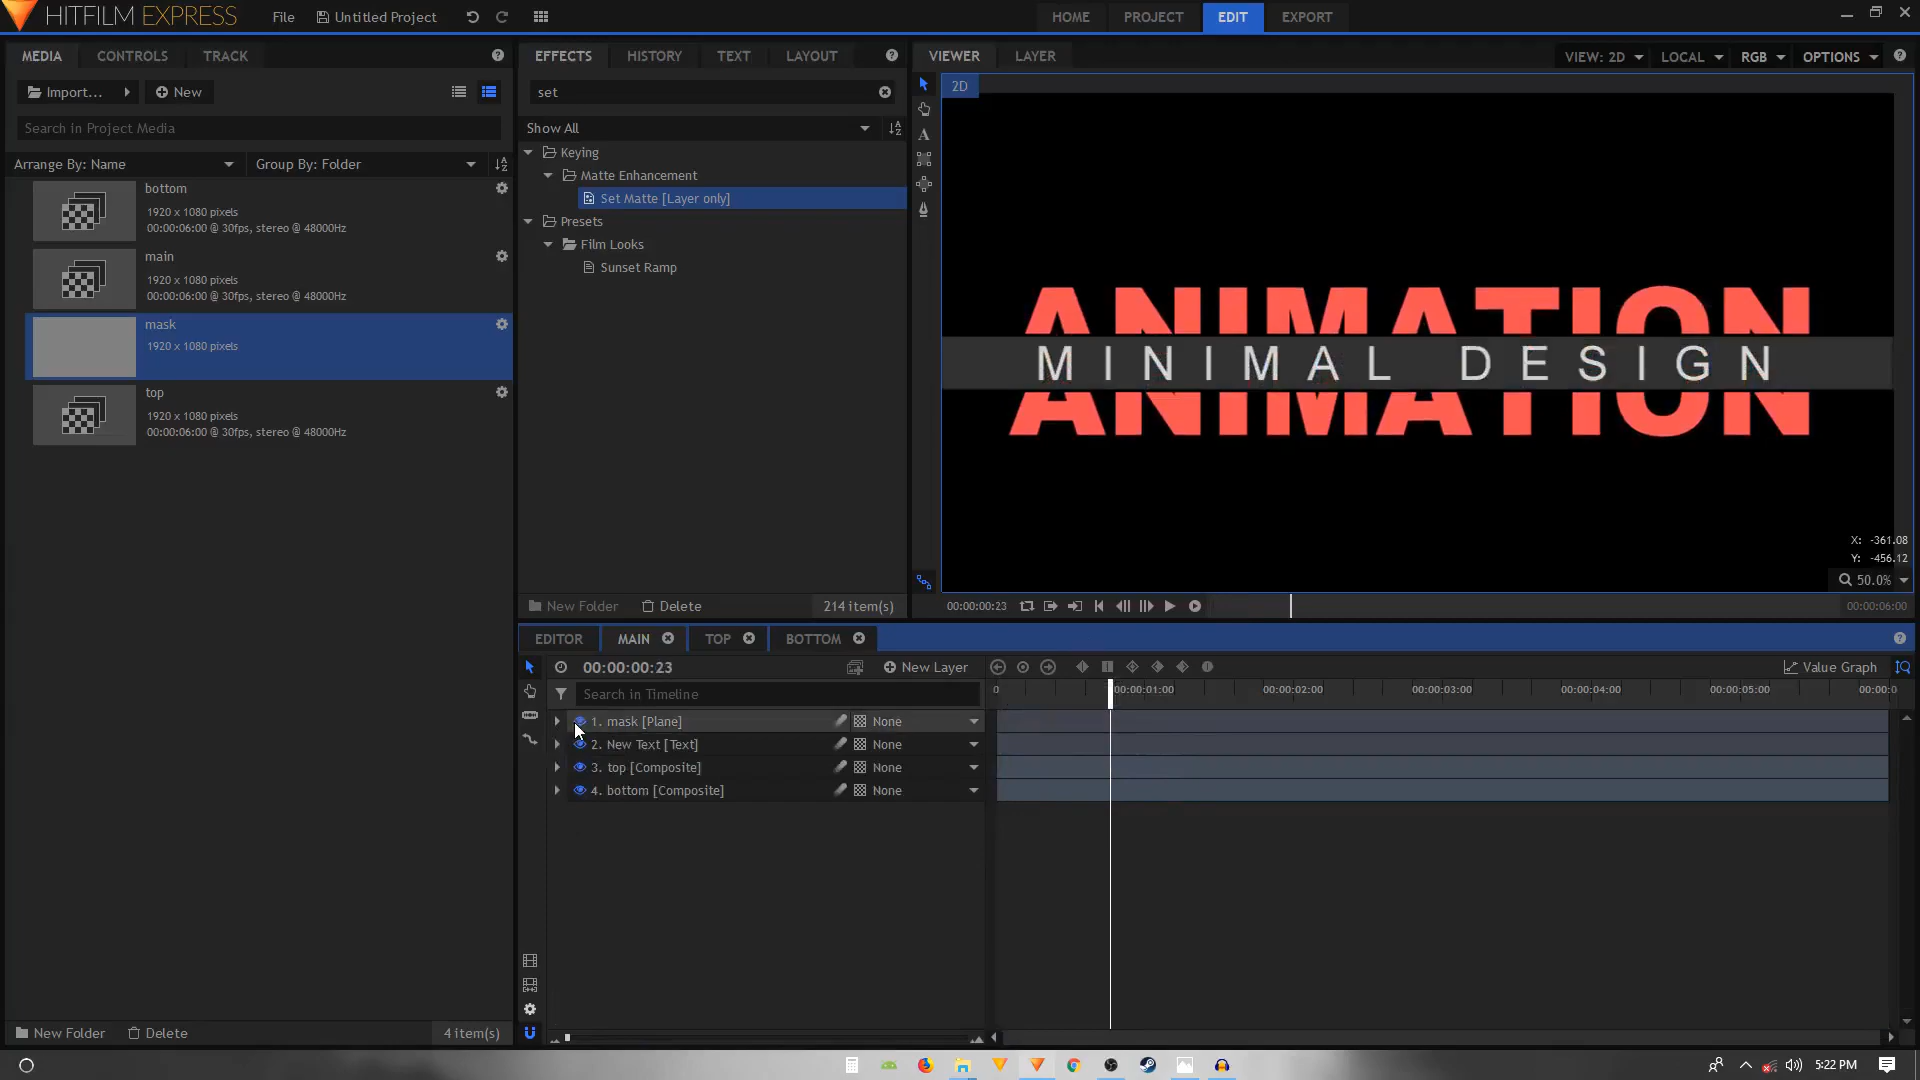 HITFILM EXPRESS
File
Untitled Project
HOME
PROJECT
EDIT
EXPORT
MEDIA
CONTROLS
TRACK
Import...
New
Search in Project Media
Arrange By: Name
Group By: Folder
bottom
1920 x 1080 pixels
00:00:06:00 @ 30fps, stereo @ 48000Hz
main
1920 x 1080 pixels
00:00:06:00 @ 30fps, stereo @ 48000Hz
mask
1920 x 1080 pixels
top
1920 x 1080 pixels
00:00:06:00 @ 30fps, stereo @ 48000Hz
New Folder
Delete
4 item(s)
EFFECTS
HISTORY
TEXT
LAYOUT
set
Show All
Keying
Matte Enhancement
Set Matte [Layer only]
Presets
Film Looks
Sunset Ramp
New Folder
Delete
214 item(s)
VIEWER
LAYER
VIEW: 2D
LOCAL
RGB
OPTIONS
2D
ANIMATION
MINIMAL DESIGN
ANIMATION
X: -361.08
Y: -456.12
50.0%
00:00:00:23
00:00:06:00
EDITOR
MAIN
TOP
BOTTOM
00:00:00:23
New Layer
Value Graph
Search in Timeline
0
00:00:01:00
00:00:02:00
00:00:03:00
00:00:04:00
00:00:05:00
00:00:0
1. mask [Plane]
None
2. New Text [Text]
None
3. top [Composite]
None
4. bottom [Composite]
None
5:22 PM